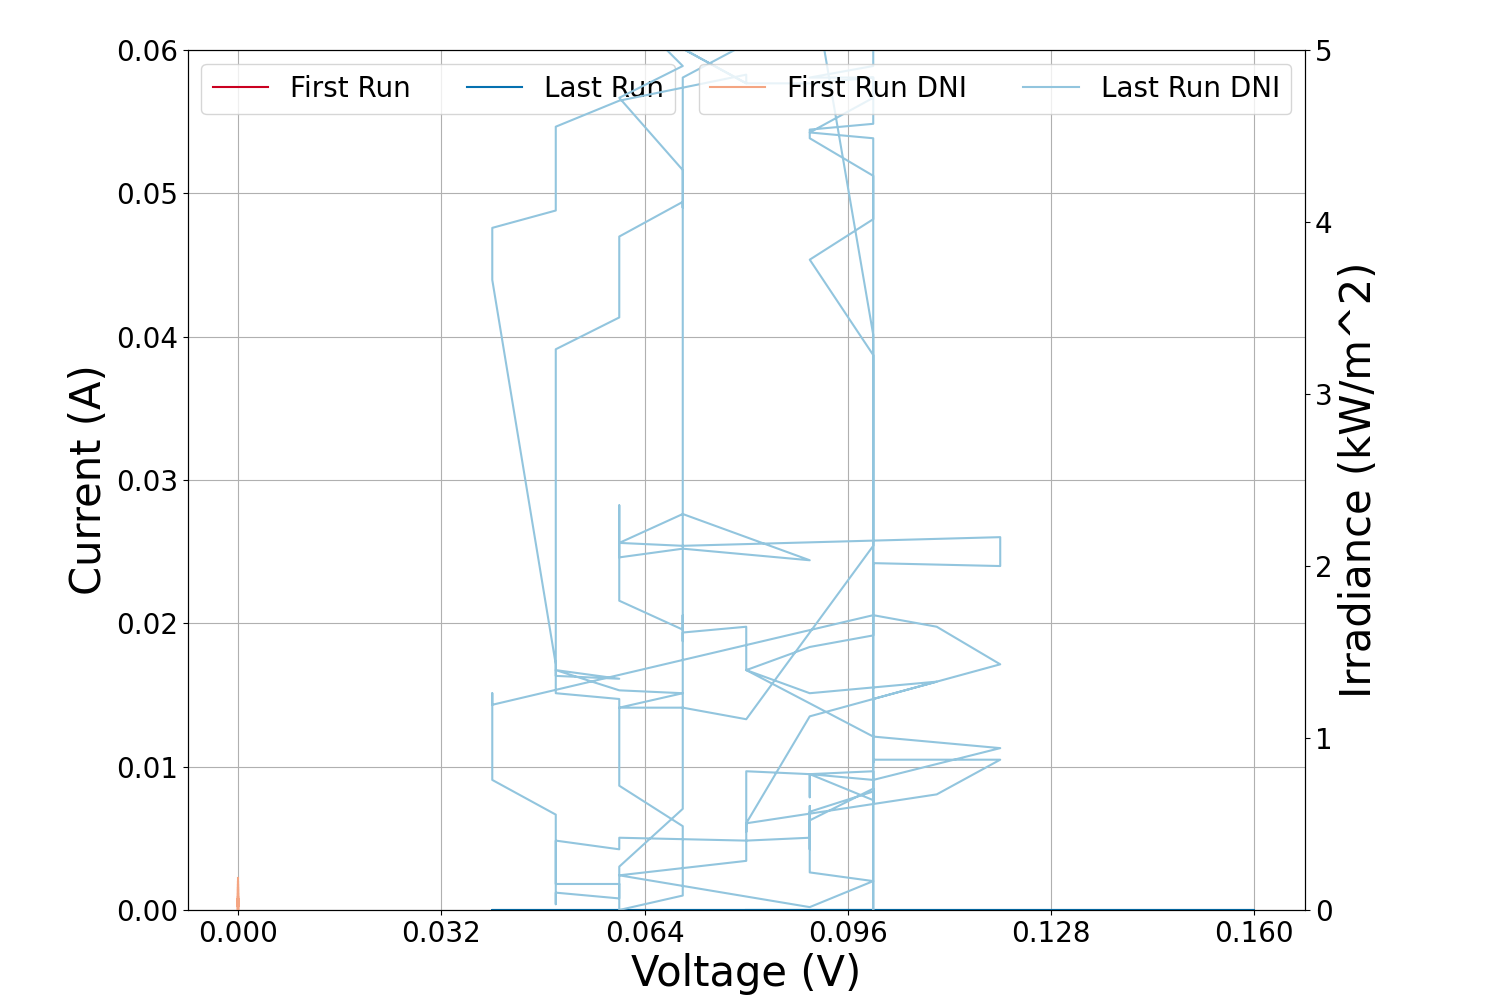 First Run
Last Run
First Run DNI
Last Run DNI
0.06
0.05
0.04
0.03
0.02
0.01
0.00
Current (A)
5
4
3
2
1
0
Irradiance (kW/m^2)
0.000
0.032
0.064
0.096
0.128
0.160
Voltage (V)